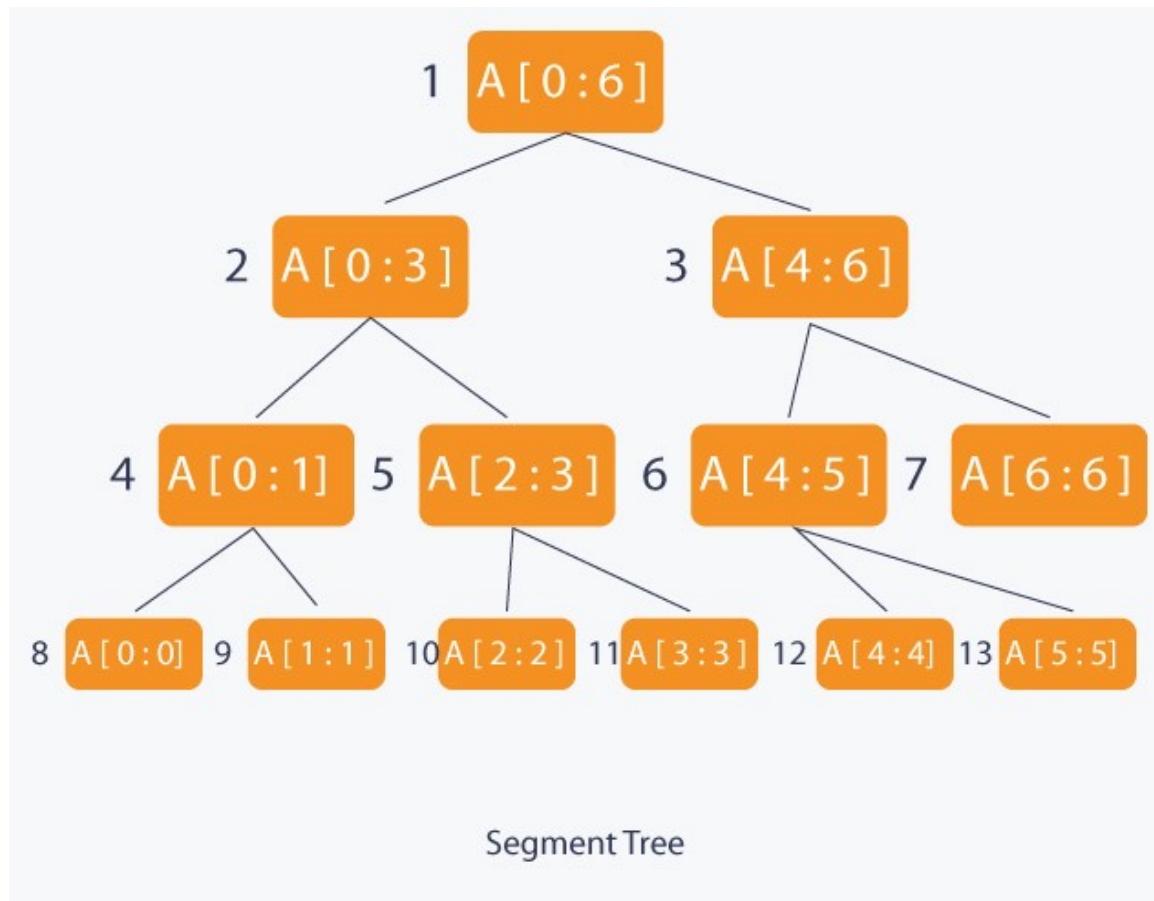 1 A [ 0 : 6 ]
2 A [ 0 : 3 ] 3 A [ 4 : 6 ]
4 A [ 0 : 1 ] 5 A [ 2 : 3 ] 6 A [ 4 : 5 ] 7 A [ 6 : 6 ]
8 A [ 0 : 0 ] 9 A [ 1 : 1 ] 10 A [ 2 : 2 ] 11 A [ 3 : 3 ] 12 A [ 4 : 4 ] 13 A [ 5 : 5 ]
Segment Tree